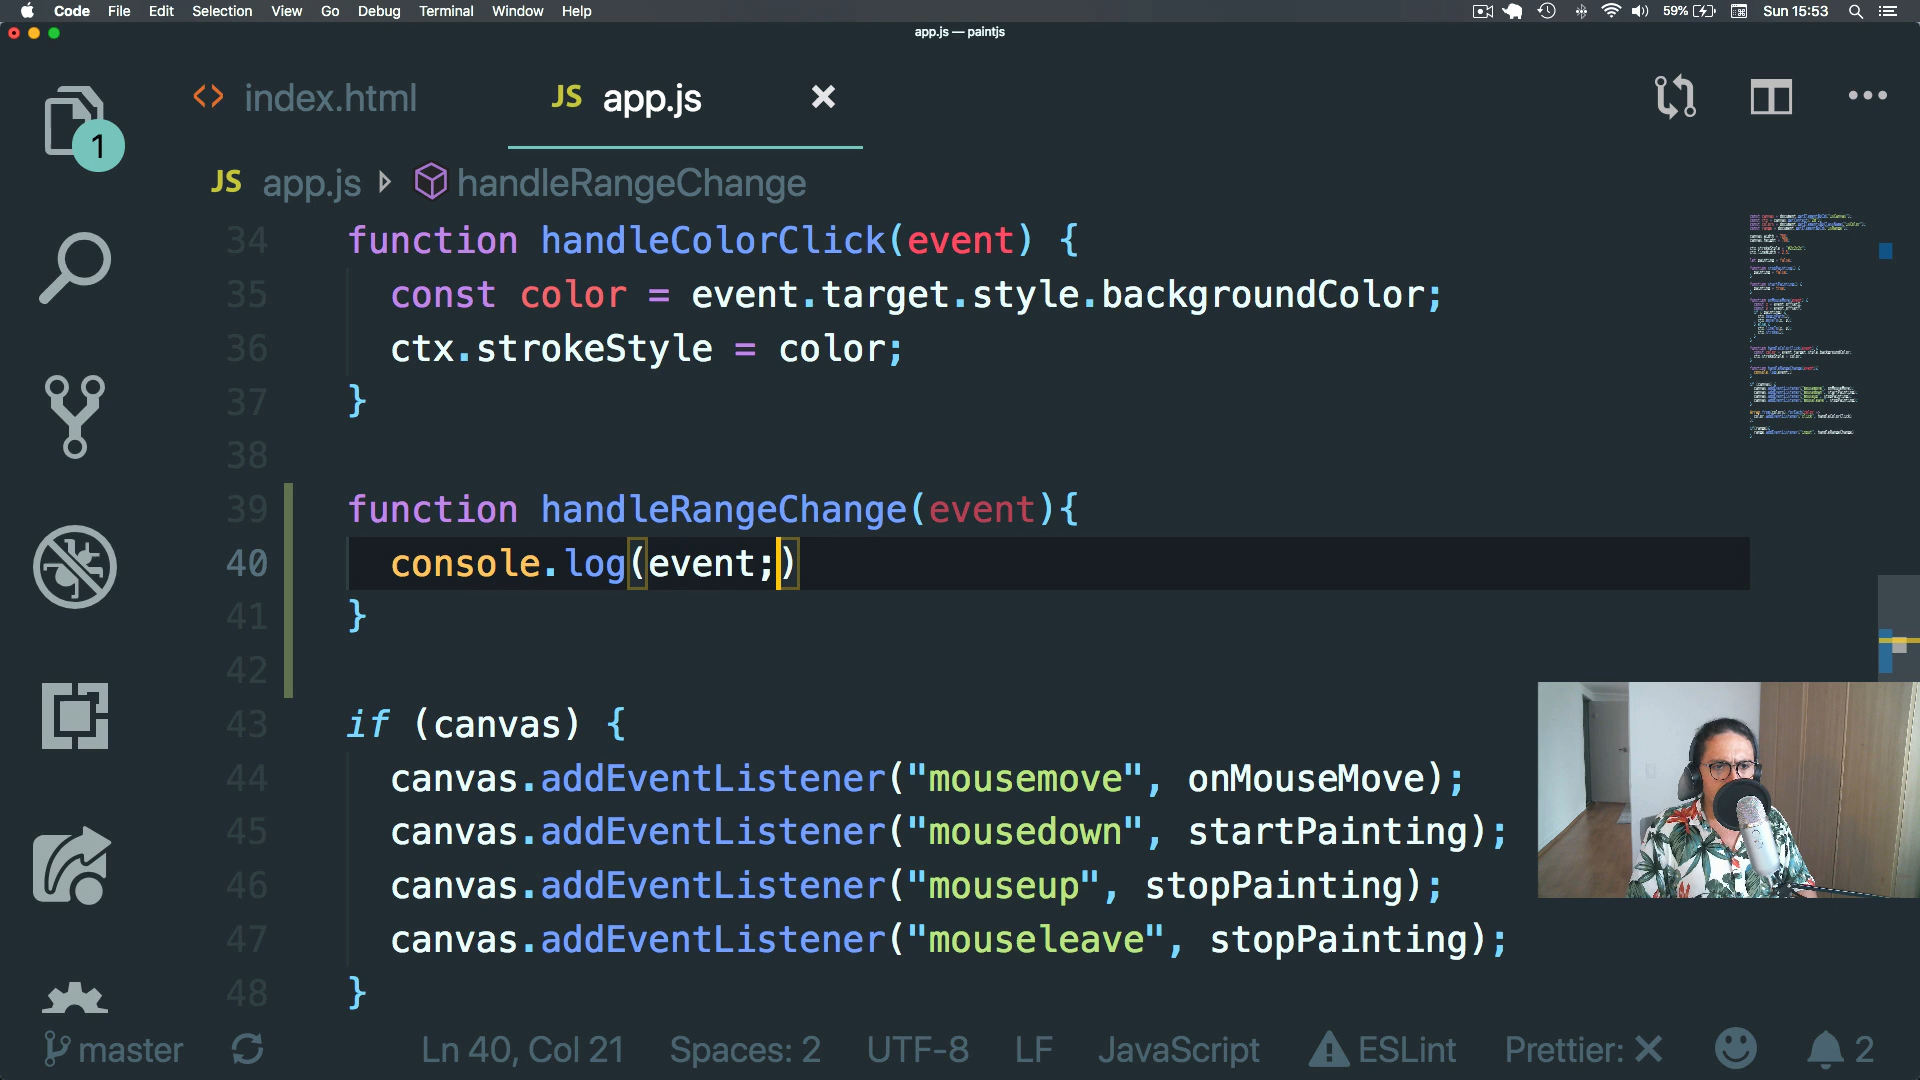 Code File Edit Selection View Go Debug Terminal Window Help 59% Sun 15:53
app.js — paintjs
<> index.html JS app.js
1
JS app.js handleRangeChange
34 function handleColorClick(event) {
35 const color = event.target.style.backgroundColor;
36 ctx.strokeStyle = color;
37 }
38
39 function handleRangeChange(event){
40 console.log(event;)
41 }
42
43 if (canvas) {
44 canvas.addEventListener("mousemove", onMouseMove);
45 canvas.addEventListener("mousedown", startPainting);
46 canvas.addEventListener("mouseup", stopPainting);
47 canvas.addEventListener("mouseleave", stopPainting);
48 }
master Ln 40, Col 21 Spaces: 2 UTF-8 LF JavaScript ESLint Prettier: 2